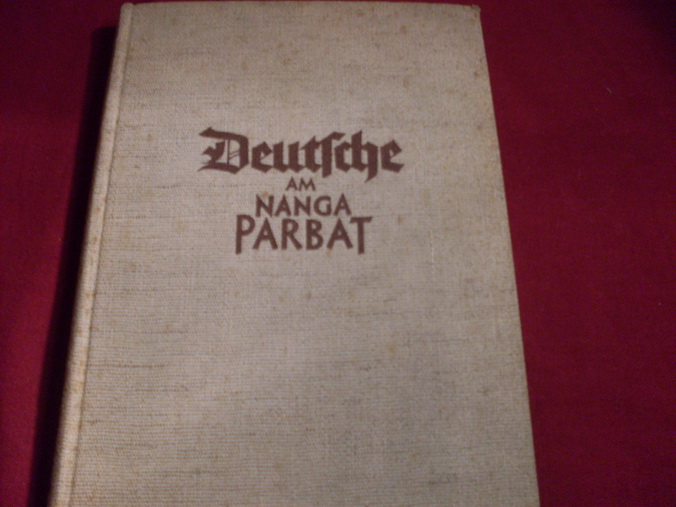 Deutſche
AM
NANGA
PARBAT